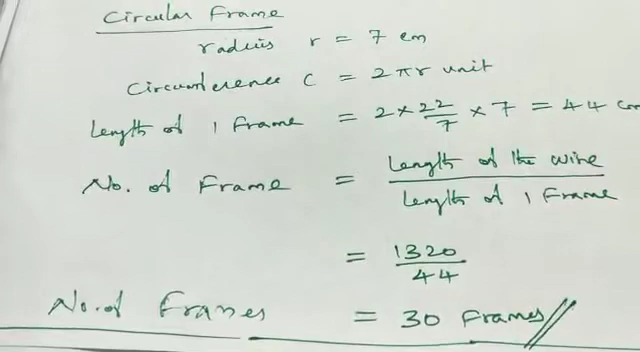 Circular Frame
radius r = 7 cm
Circumference C = 2πr unit
Length of 1 Frame = 2 × 22/7 × 7 = 44 cm
No. of Frame = Length of the wire / Length of 1 Frame
= 1320/44
No. of Frames = 30 Frames//